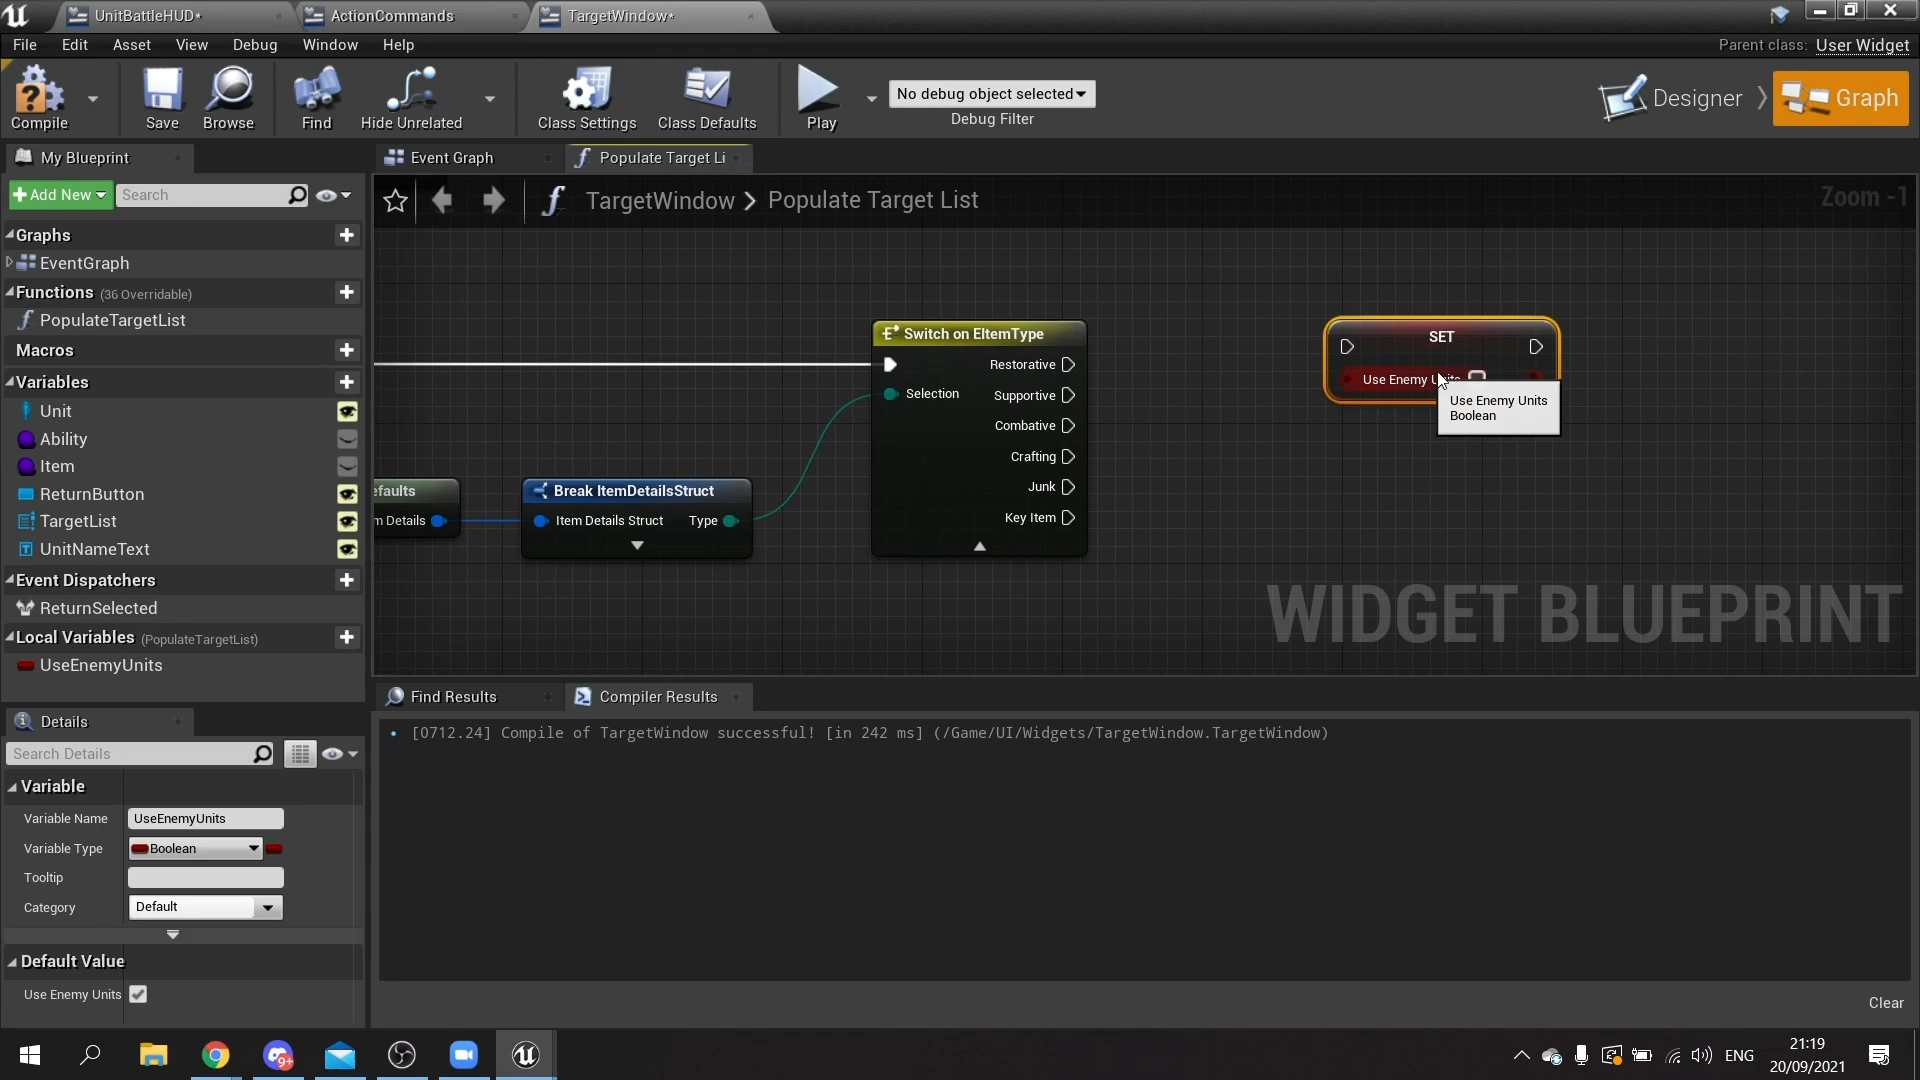 UnitBattleHUD*
ActionCommands
TargetWindow*
File Edit Asset View Debug Window Help
Parent class: User Widget
Compile
Save
Browse
Find
Hide Unrelated
Class Settings
Class Defaults
Play
No debug object selected
Debug Filter
Designer
Graph
My Blueprint
Add New
Search
Graphs
EventGraph
Functions (36 Overridable)
PopulateTargetList
Macros
Variables
Unit
Ability
Item
ReturnButton
TargetList
UnitNameText
Event Dispatchers
ReturnSelected
Local Variables (PopulateTargetList)
UseEnemyUnits
Details
Search Details
Variable
Variable Name UseEnemyUnits
Variable Type Boolean
Tooltip
Category Default
Default Value
Use Enemy Units
Event Graph
Populate Target Li
TargetWindow > Populate Target List
Zoom -1
efaults
m Details
Break ItemDetailsStruct
Item Details Struct Type
Switch on EItemType
Selection
Restorative
Supportive
Combative
Crafting
Junk
Key Item
SET
Use Enemy Units
Use Enemy Units
Boolean
WIDGET BLUEPRINT
Find Results
Compiler Results
• [0712.24] Compile of TargetWindow successful! [in 242 ms] (/Game/UI/Widgets/TargetWindow.TargetWindow)
Clear
9+
ENG
21:19
20/09/2021